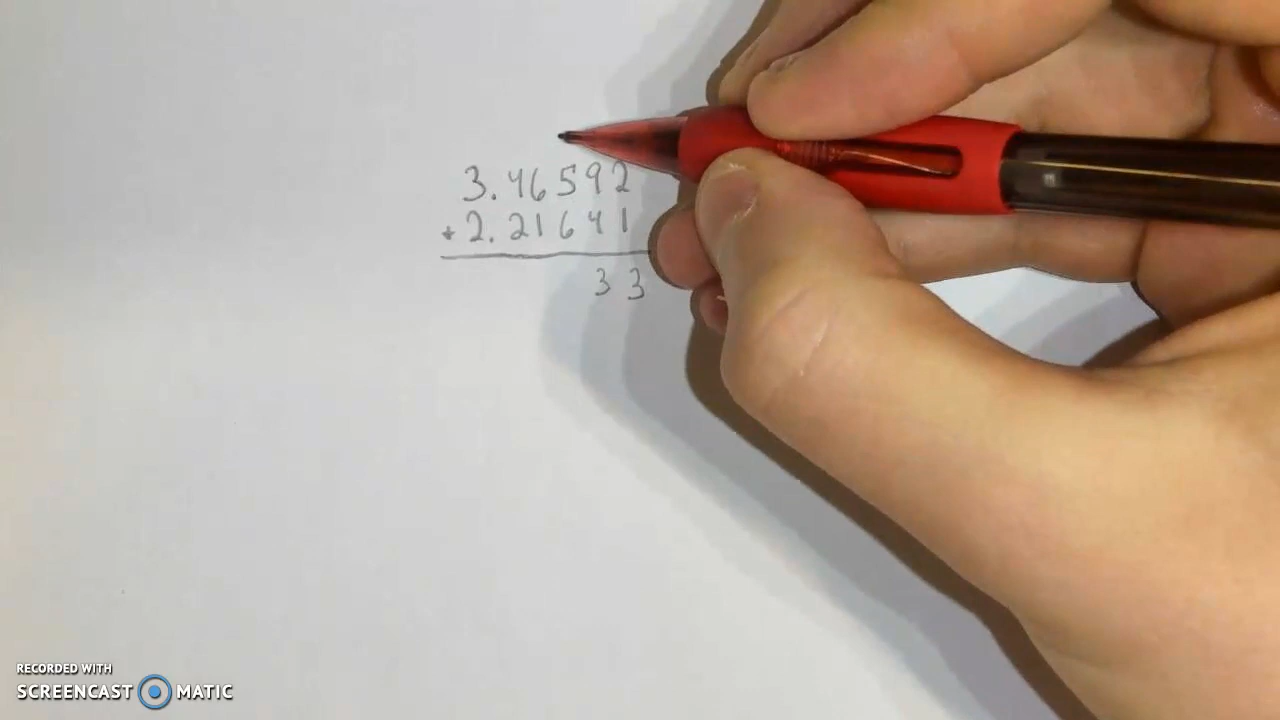 3.46592
+ 2.21641
33
RECORDED WITH
SCREENCAST MATIC